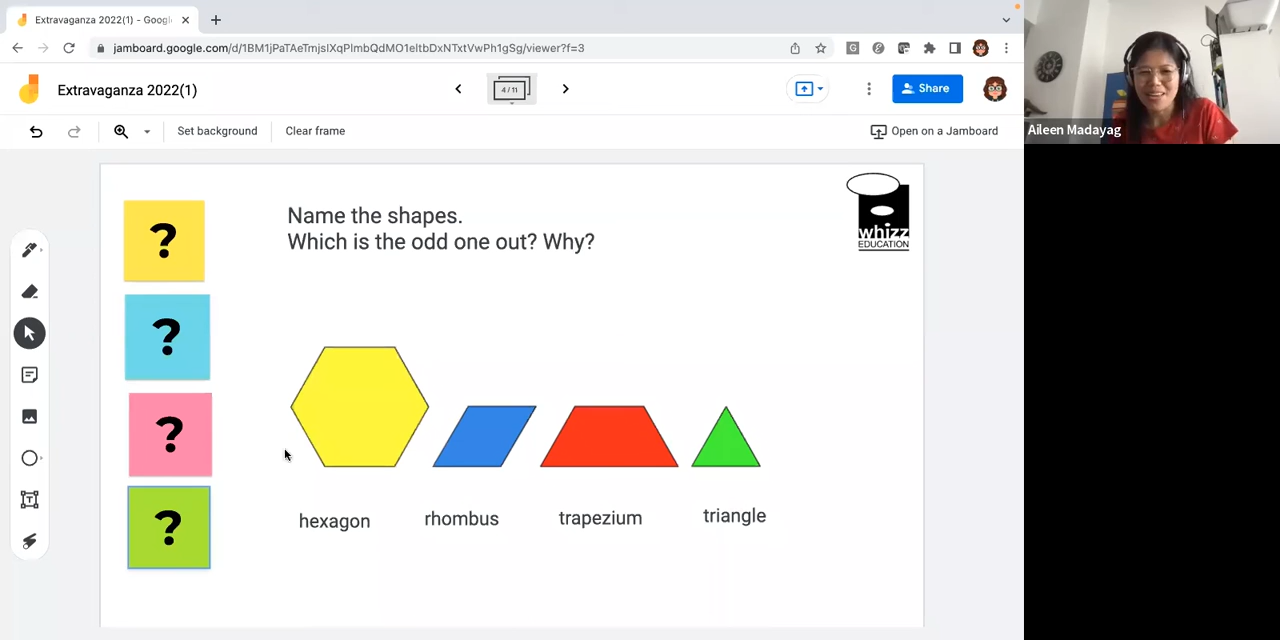 Extravaganza 2022(1) - Googl
jamboard.google.com/d/1BM1jPaTAeTmjslXqPlmbQdMO1eltbDxNTxtVwPh1gSg/viewer?f=3
Extravaganza 2022(1)
4 / 11
Share
Set background
Clear frame
Open on a Jamboard
Aileen Madayag
Name the shapes.
Which is the odd one out? Why?
whizz
EDUCATION
?
?
?
?
hexagon
rhombus
trapezium
triangle